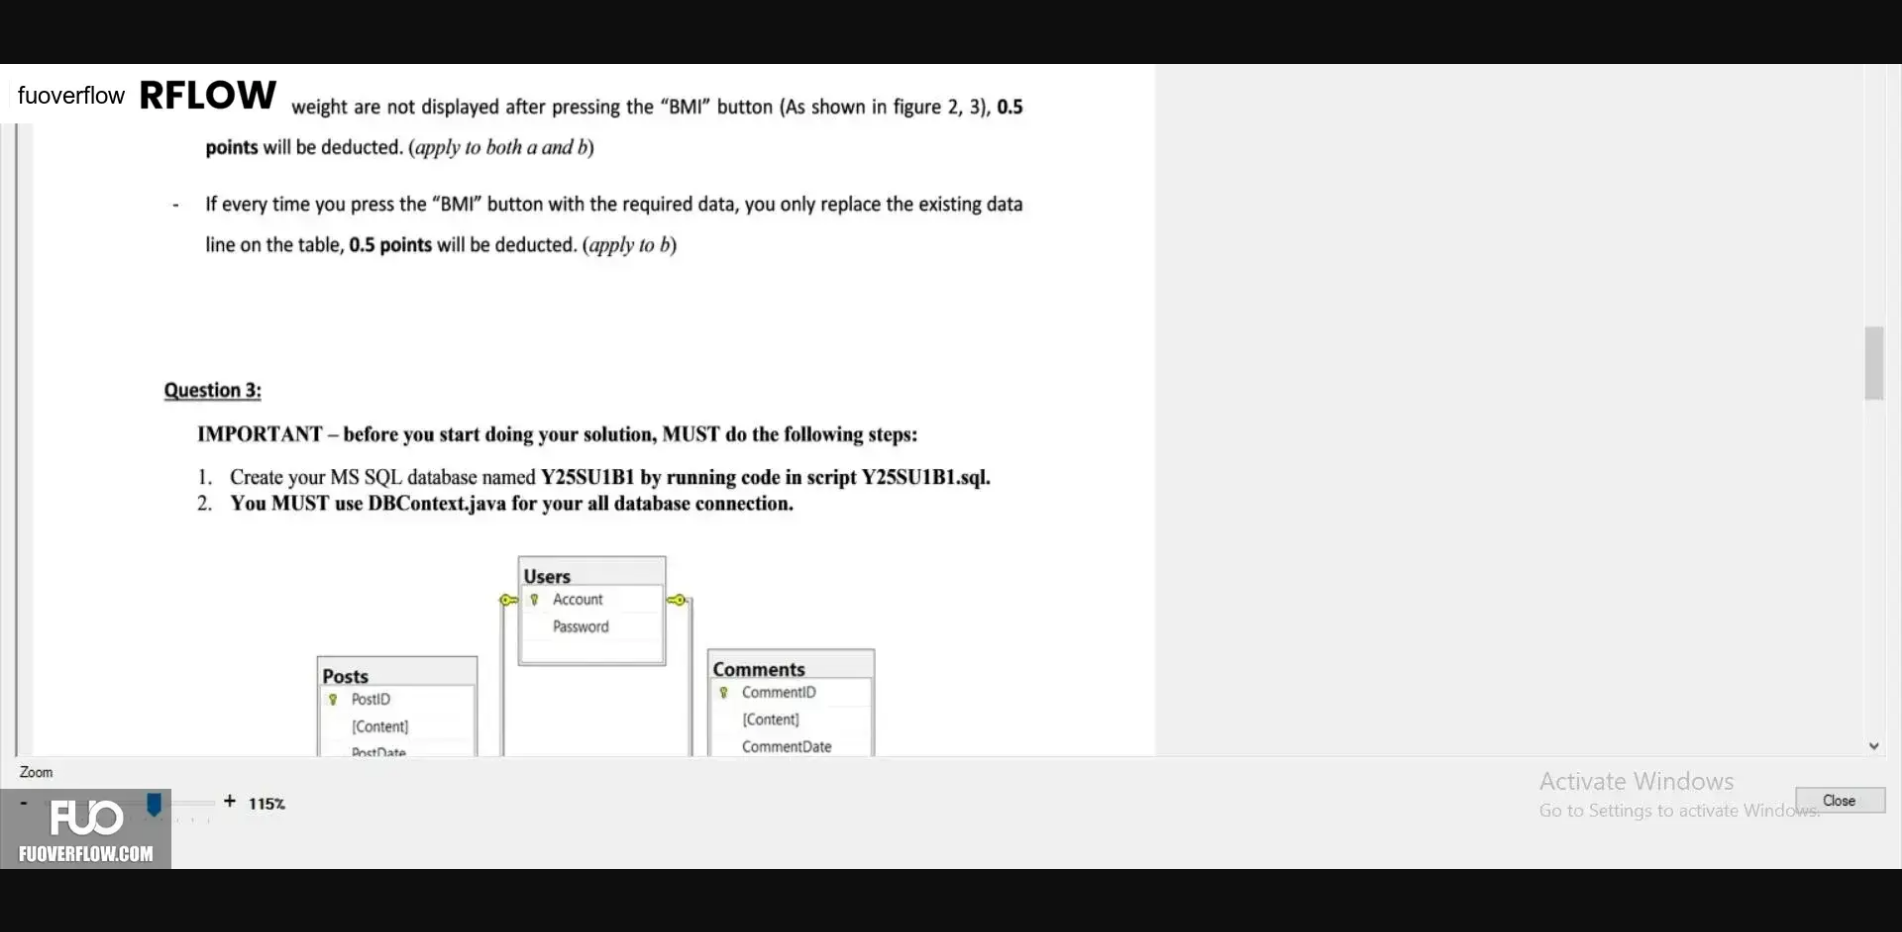 fuoverflow RFLOW
weight are not displayed after pressing the “BMI” button (As shown in figure 2, 3), 0.5
points will be deducted. (apply to both a and b)
- If every time you press the “BMI” button with the required data, you only replace the existing data
line on the table, 0.5 points will be deducted. (apply to b)
Question 3:
IMPORTANT – before you start doing your solution, MUST do the following steps:
1. Create your MS SQL database named Y25SU1B1 by running code in script Y25SU1B1.sql.
2. You MUST use DBContext.java for your all database connection.
Users
Account
Password
Posts
PostID
[Content]
PostDate
Comments
CommentID
[Content]
CommentDate
Zoom
- + 115%
Activate Windows
Go to Settings to activate Windows.
Close
FUO
FUOVERFLOW.COM